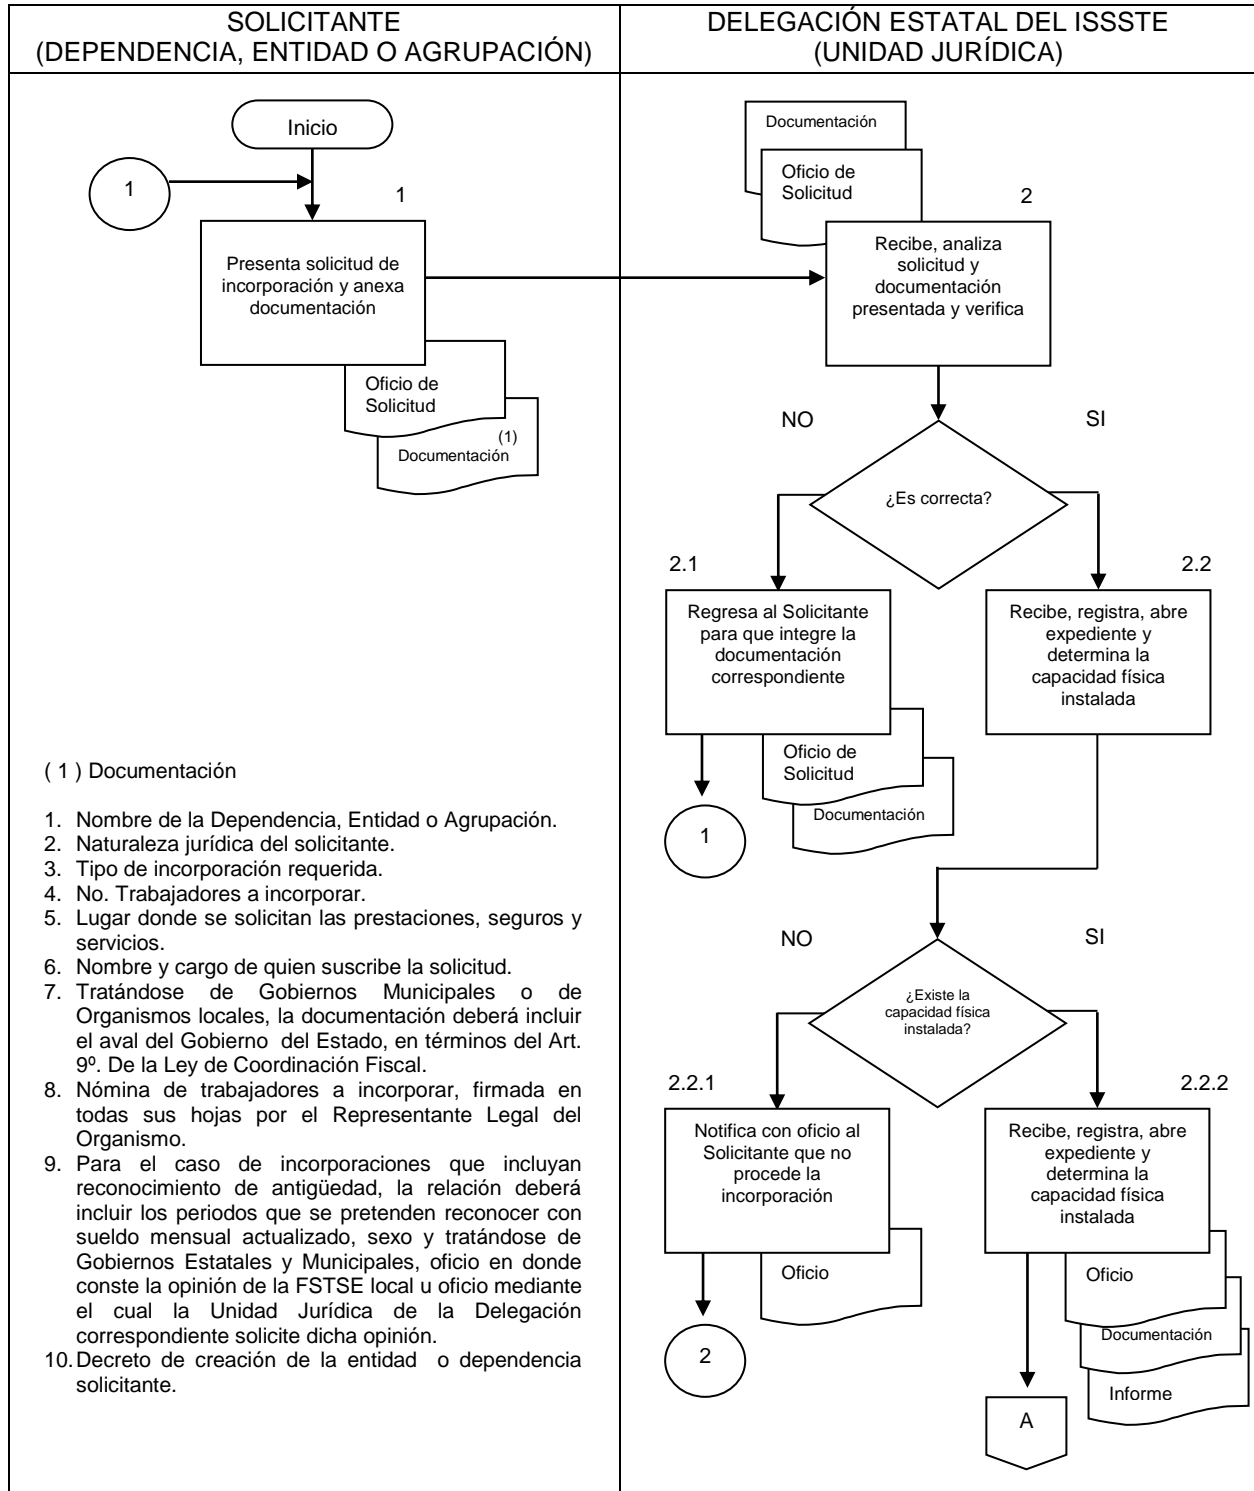 SOLICITANTE
(DEPENDENCIA, ENTIDAD O AGRUPACIÓN)
DELEGACIÓN ESTATAL DEL ISSSTE
(UNIDAD JURÍDICA)
Inicio
1
1
Presenta solicitud de
incorporación y anexa
documentación
Oficio de
Solicitud
(1)
Documentación
( 1 ) Documentación
1. Nombre de la Dependencia, Entidad o Agrupación.
2. Naturaleza jurídica del solicitante.
3. Tipo de incorporación requerida.
4. No. Trabajadores a incorporar.
5. Lugar donde se solicitan las prestaciones, seguros y
servicios.
6. Nombre y cargo de quien suscribe la solicitud.
7. Tratándose de Gobiernos Municipales o de
Organismos locales, la documentación deberá incluir
el aval del Gobierno del Estado, en términos del Art.
9º. De la Ley de Coordinación Fiscal.
8. Nómina de trabajadores a incorporar, firmada en
todas sus hojas por el Representante Legal del
Organismo.
9. Para el caso de incorporaciones que incluyan
reconocimiento de antigüedad, la relación deberá
incluir los periodos que se pretenden reconocer con
sueldo mensual actualizado, sexo y tratándose de
Gobiernos Estatales y Municipales, oficio en donde
conste la opinión de la FSTSE local u oficio mediante
el cual la Unidad Jurídica de la Delegación
correspondiente solicite dicha opinión.
10. Decreto de creación de la entidad o dependencia
solicitante.
Documentación
Oficio de
Solicitud
2
Recibe, analiza
solicitud y
documentación
presentada y verifica
NO
SI
¿Es correcta?
2.1
2.2
Regresa al Solicitante
para que integre la
documentación
correspondiente
Recibe, registra, abre
expediente y
determina la
capacidad física
instalada
Oficio de
Solicitud
Documentación
1
NO
SI
¿Existe la
capacidad física
instalada?
2.2.1
2.2.2
Notifica con oficio al
Solicitante que no
procede la
incorporación
Recibe, registra, abre
expediente y
determina la
capacidad física
instalada
Oficio
Oficio
Documentación
Informe
2
A